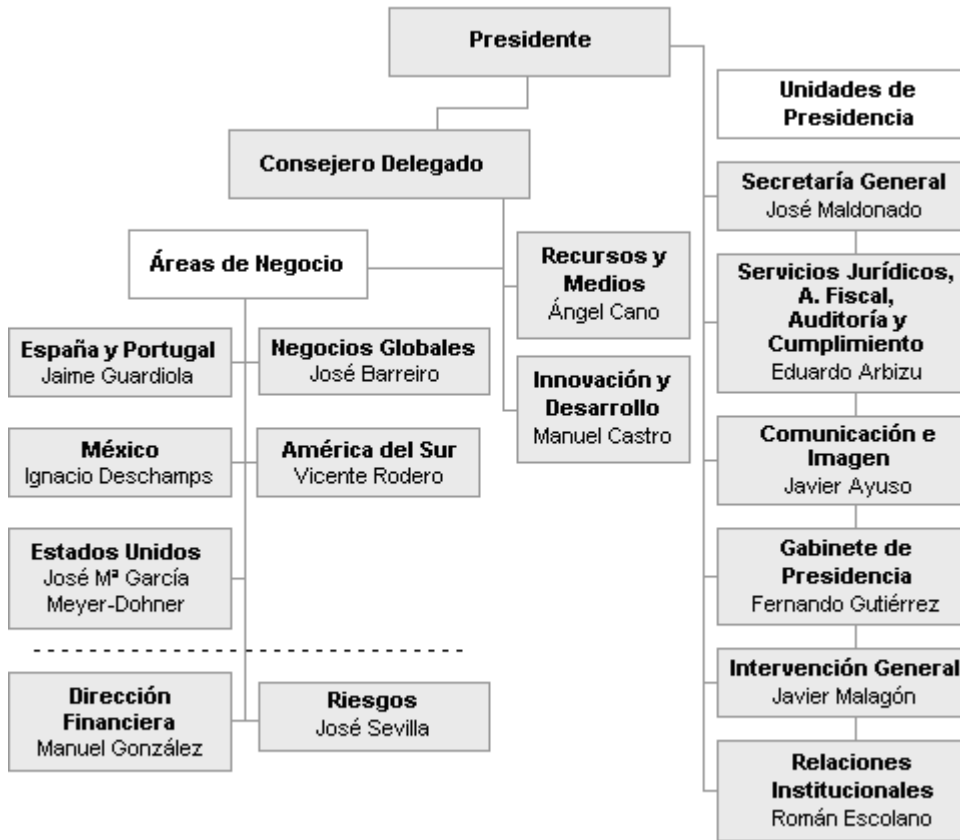 Presidente
Unidades de
Presidencia
Consejero Delegado
Secretaría General
José Maldonado
Áreas de Negocio
Recursos y
Medios
Ángel Cano
Servicios Jurídicos,
A. Fiscal,
Auditoría y
Cumplimiento
Eduardo Arbizu
España y Portugal
Jaime Guardiola
Negocios Globales
José Barreiro
Innovación y
Desarrollo
Manuel Castro
México
Ignacio Deschamps
América del Sur
Vicente Rodero
Comunicación e
Imagen
Javier Ayuso
Estados Unidos
José Mª García
Meyer-Dohner
Gabinete de
Presidencia
Fernando Gutiérrez
Dirección
Financiera
Manuel González
Riesgos
José Sevilla
Intervención General
Javier Malagón
Relaciones
Institucionales
Román Escolano